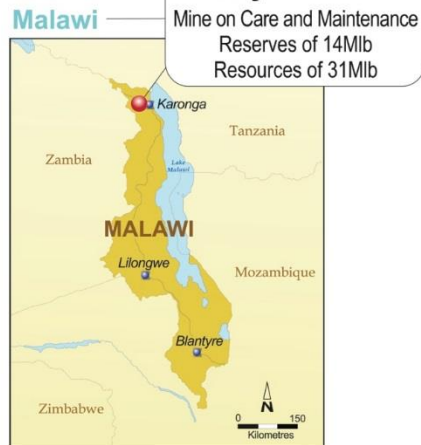 Malawi
Mine on Care and Maintenance
Reserves of 14Mlb
Resources of 31Mlb
Karonga
Tanzania
Zambia
Lake
Malawi
MALAWI
Lilongwe
Mozambique
Blantyre
Zimbabwe
N
0 150
Kilometres